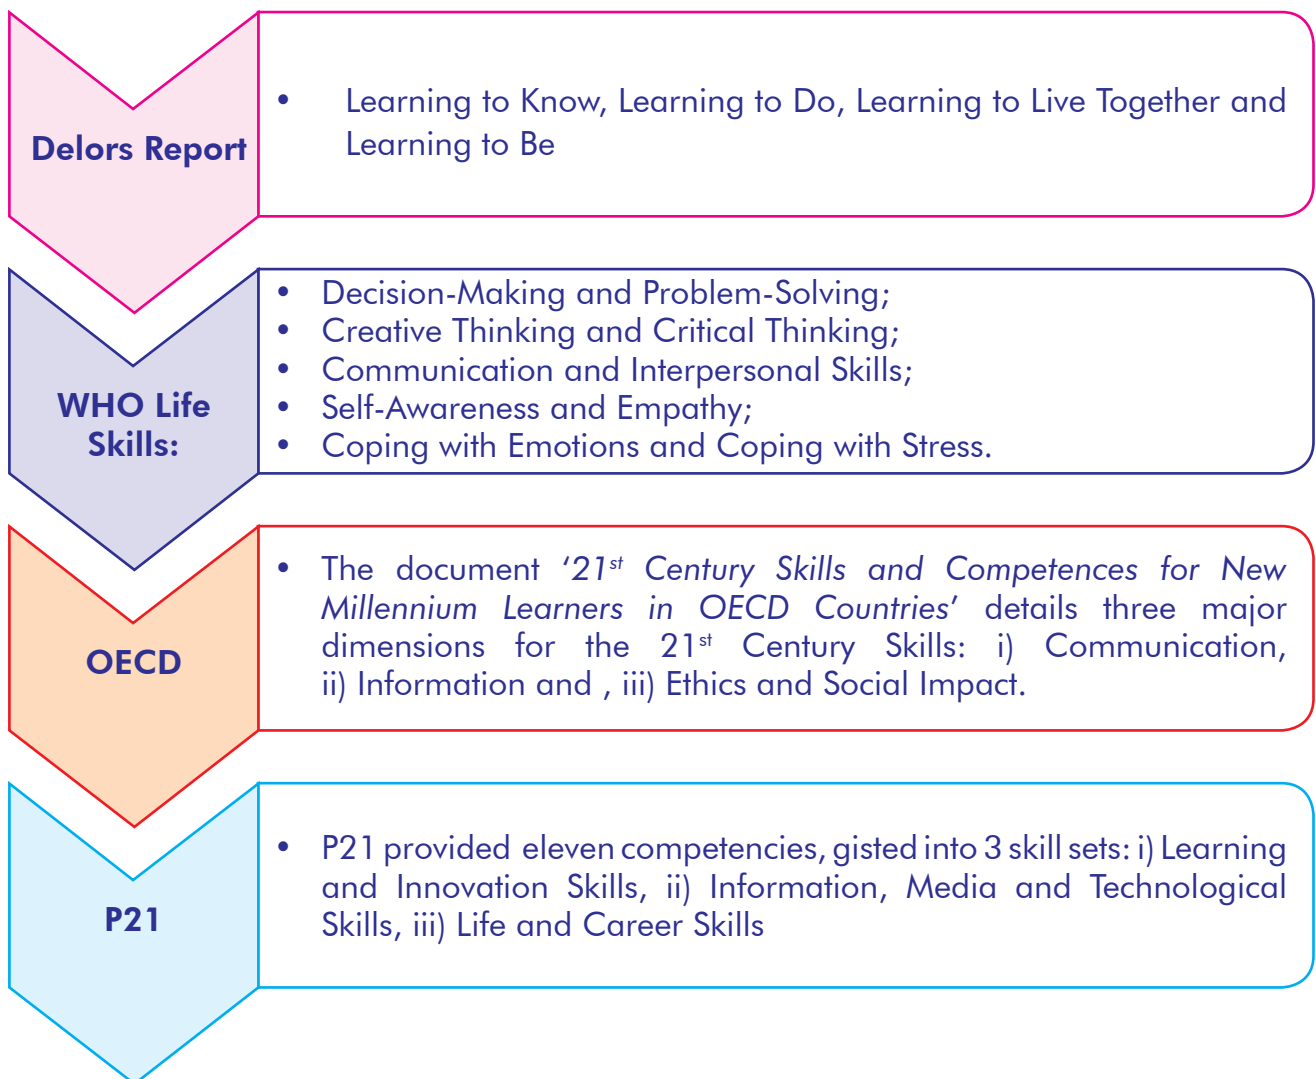 Delors Report
• Learning to Know, Learning to Do, Learning to Live Together and
Learning to Be
WHO Life
Skills:
• Decision-Making and Problem-Solving;
• Creative Thinking and Critical Thinking;
• Communication and Interpersonal Skills;
• Self-Awareness and Empathy;
• Coping with Emotions and Coping with Stress.
OECD
• The document ‘21st Century Skills and Competences for New
Millennium Learners in OECD Countries’ details three major
dimensions for the 21st Century Skills: i) Communication,
ii) Information and , iii) Ethics and Social Impact.
P21
• P21 provided eleven competencies, gisted into 3 skill sets: i) Learning
and Innovation Skills, ii) Information, Media and Technological
Skills, iii) Life and Career Skills